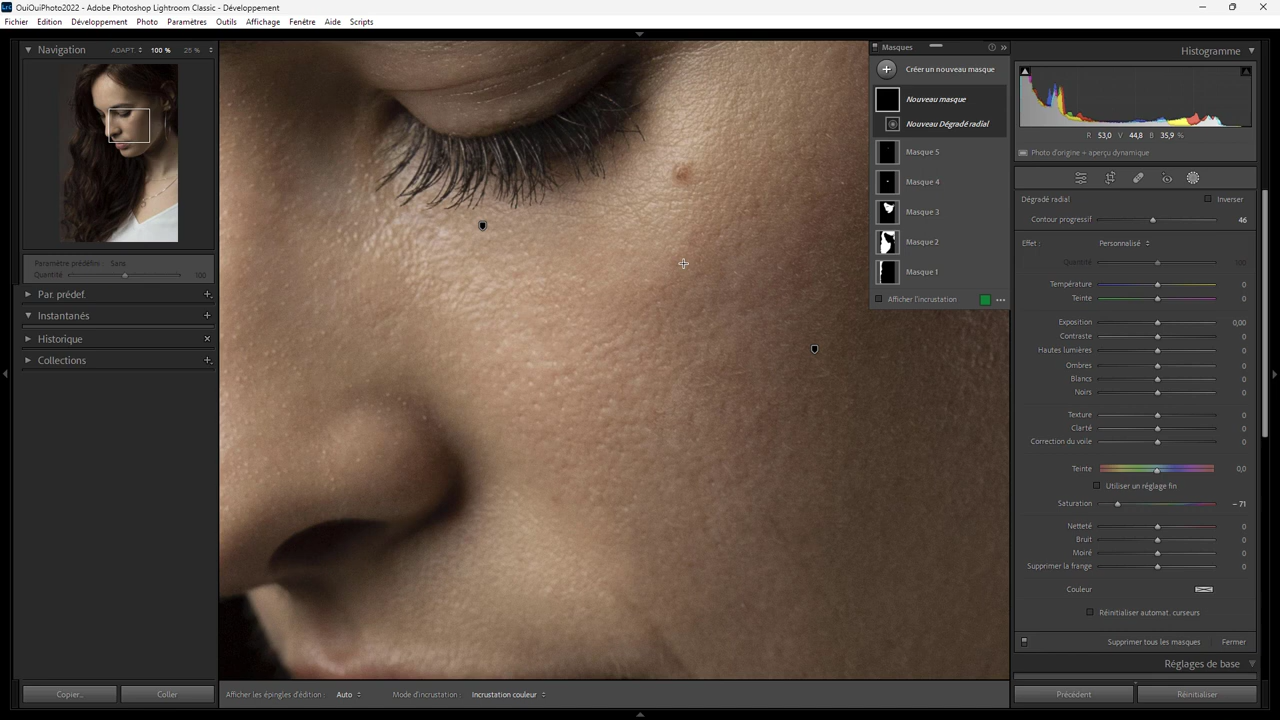 OuiOuiPhoto2022 - Adobe Photoshop Lightroom Classic - Développement
Fichier Edition Développement Photo Paramètres Outils Affichage Fenêtre Aide Scripts
Navigation ADAPT. 100 % 25 %
Paramètre prédéfini : Sans
Quantité 100
Par. prédéf.
Instantanés
Historique
Collections
Copier... Coller
Masques
Créer un nouveau masque
Nouveau masque
Nouveau Dégradé radial
Masque 5
Masque 4
Masque 3
Masque 2
Masque 1
Afficher l'incrustation
Afficher les épingles d'édition : Auto Mode d'incrustation : Incrustation couleur
Histogramme
R 53,0 V 44,8 B 35,9 %
Photo d'origine + aperçu dynamique
Dégradé radial Inverser
Contour progressif 46
Effet : Personnalisé
Quantité 100
Température 0
Teinte 0
Exposition 0,00
Contraste 0
Hautes lumières 0
Ombres 0
Blancs 0
Noirs 0
Texture 0
Clarté 0
Correction du voile 0
Teinte 0,0
Utiliser un réglage fin
Saturation – 71
Netteté 0
Bruit 0
Moiré 0
Supprimer la frange 0
Couleur
Réinitialiser automat. curseurs
Supprimer tous les masques Fermer
Réglages de base
Précédent Réinitialiser